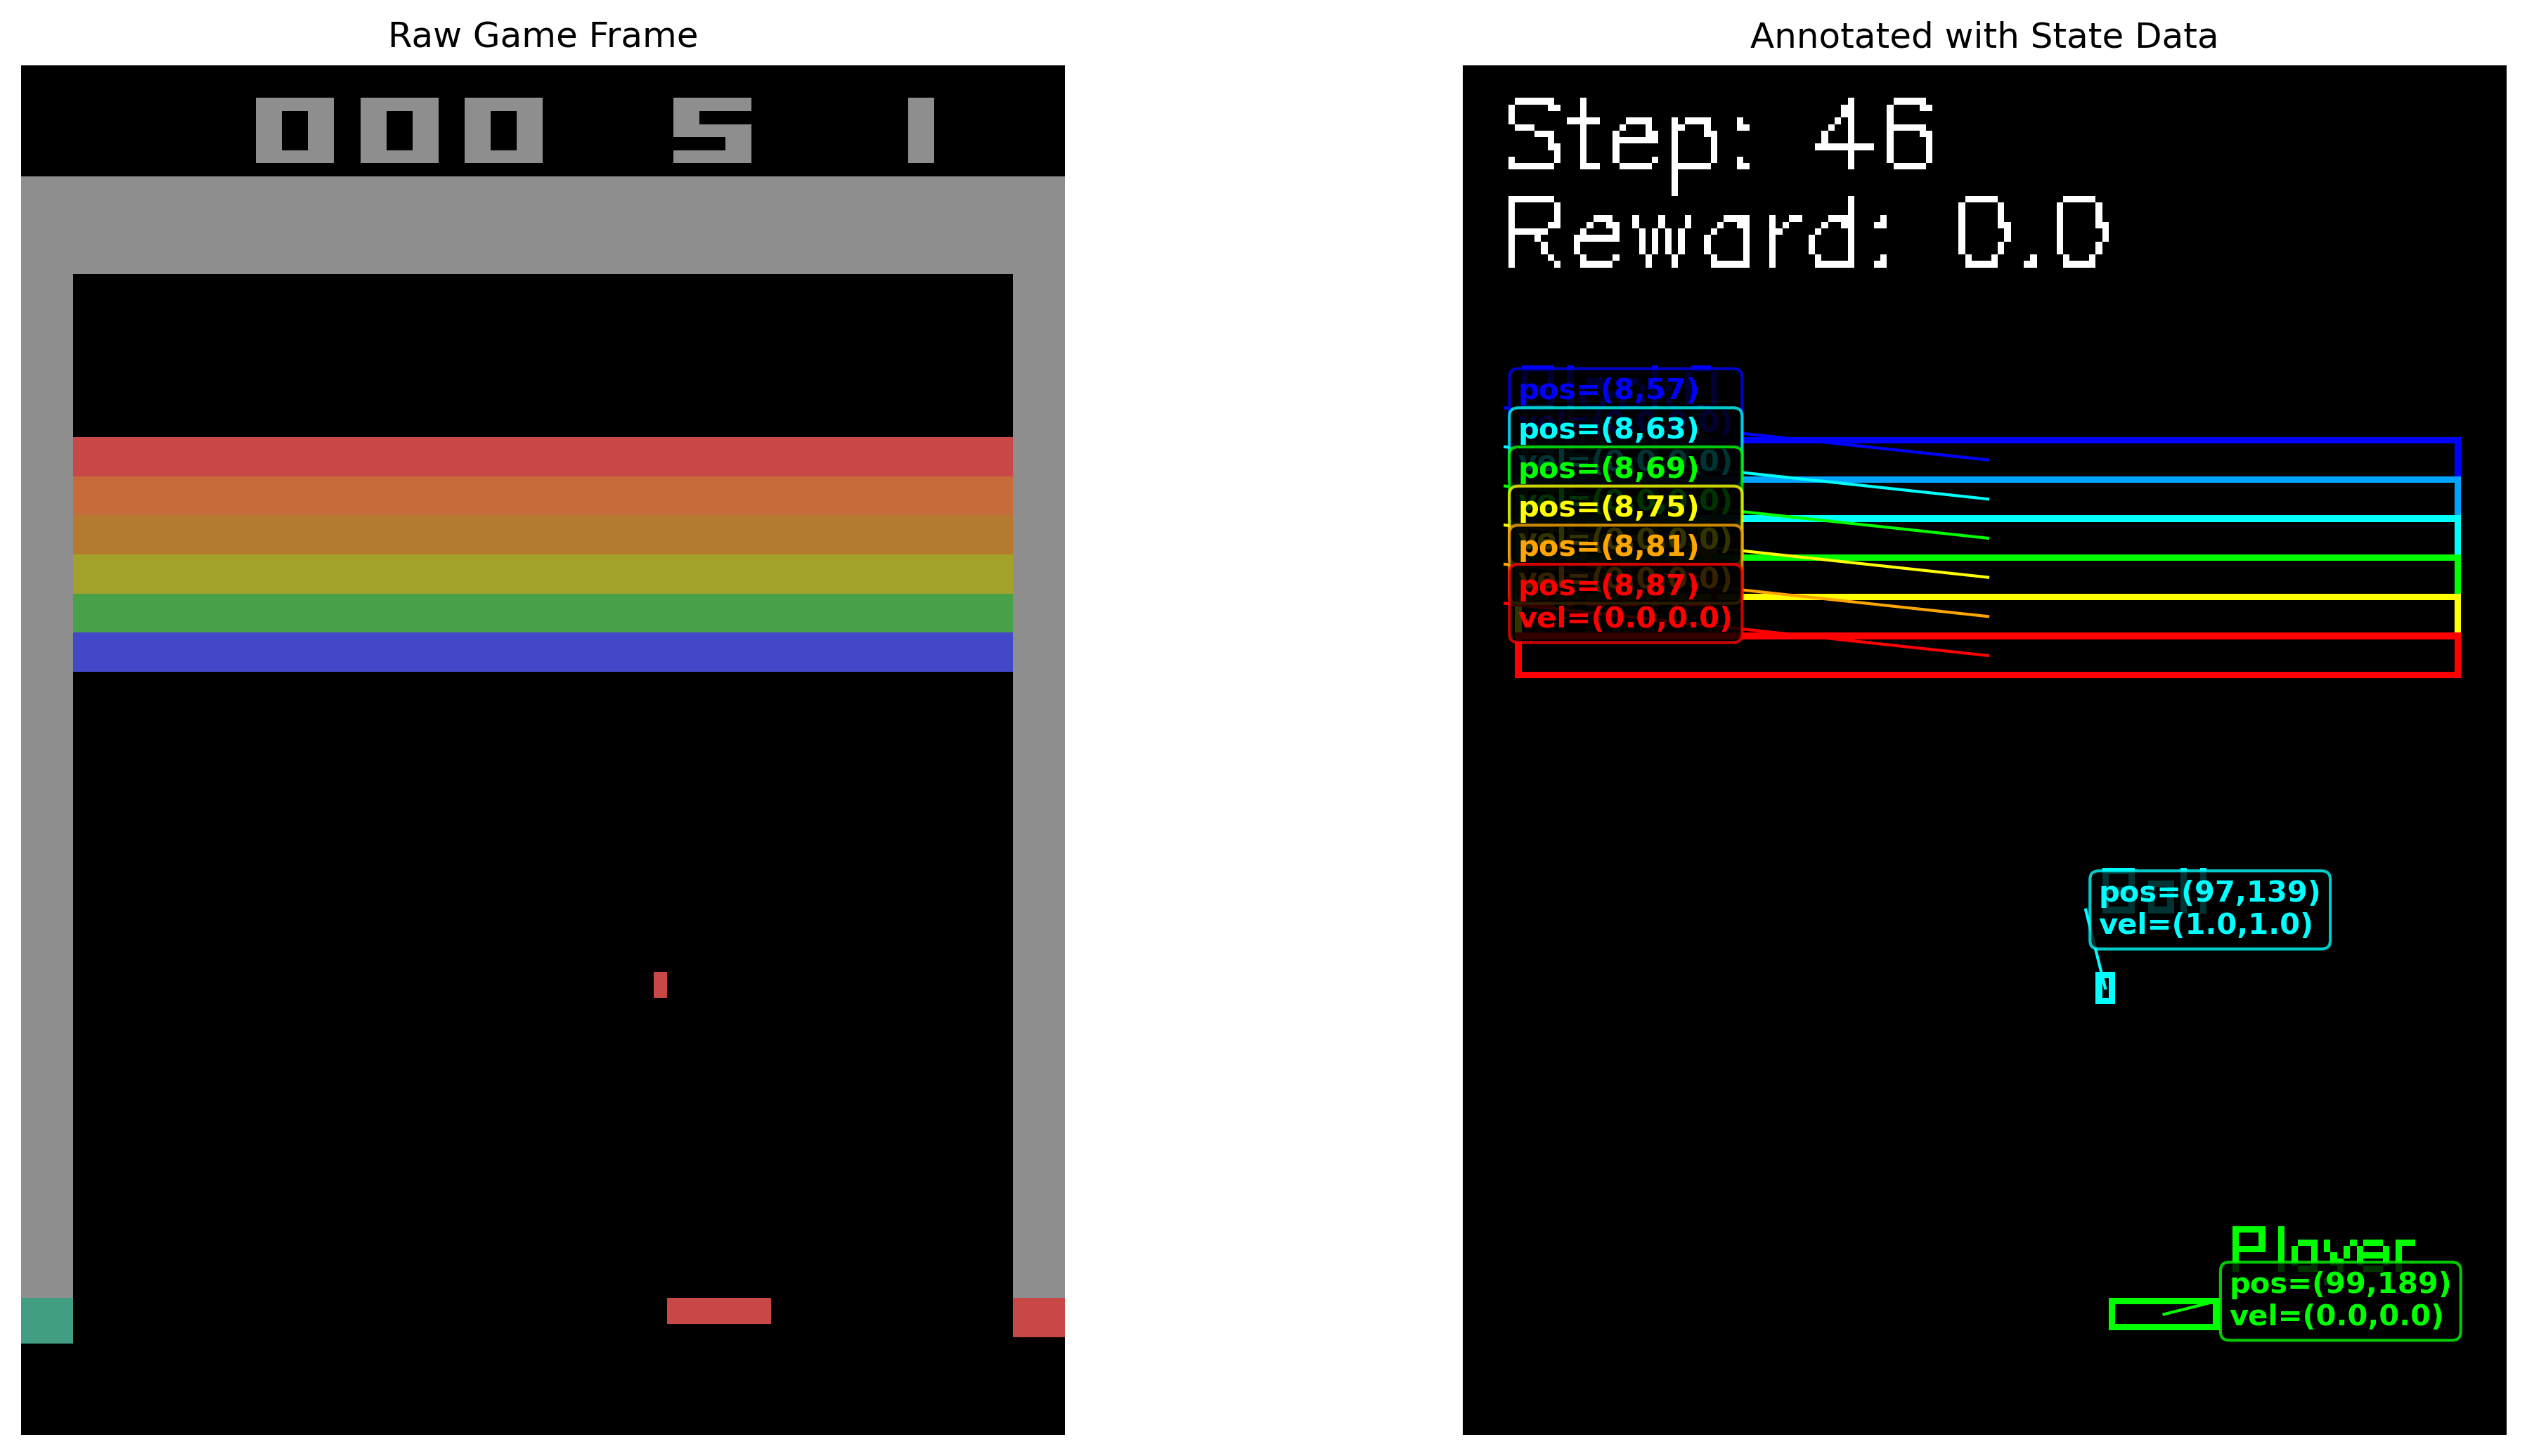 Raw Game Frame
000 5 1
Annotated with State Data
Step: 46
Reward: 0.0
pos=(8,57)
pos=(8,63)
pos=(8,69)
pos=(8,75)
pos=(8,81)
pos=(8,87)
vel=(0.0,0.0)
Ball
pos=(97,139)
vel=(1.0,1.0)
Player
pos=(99,189)
vel=(0.0,0.0)